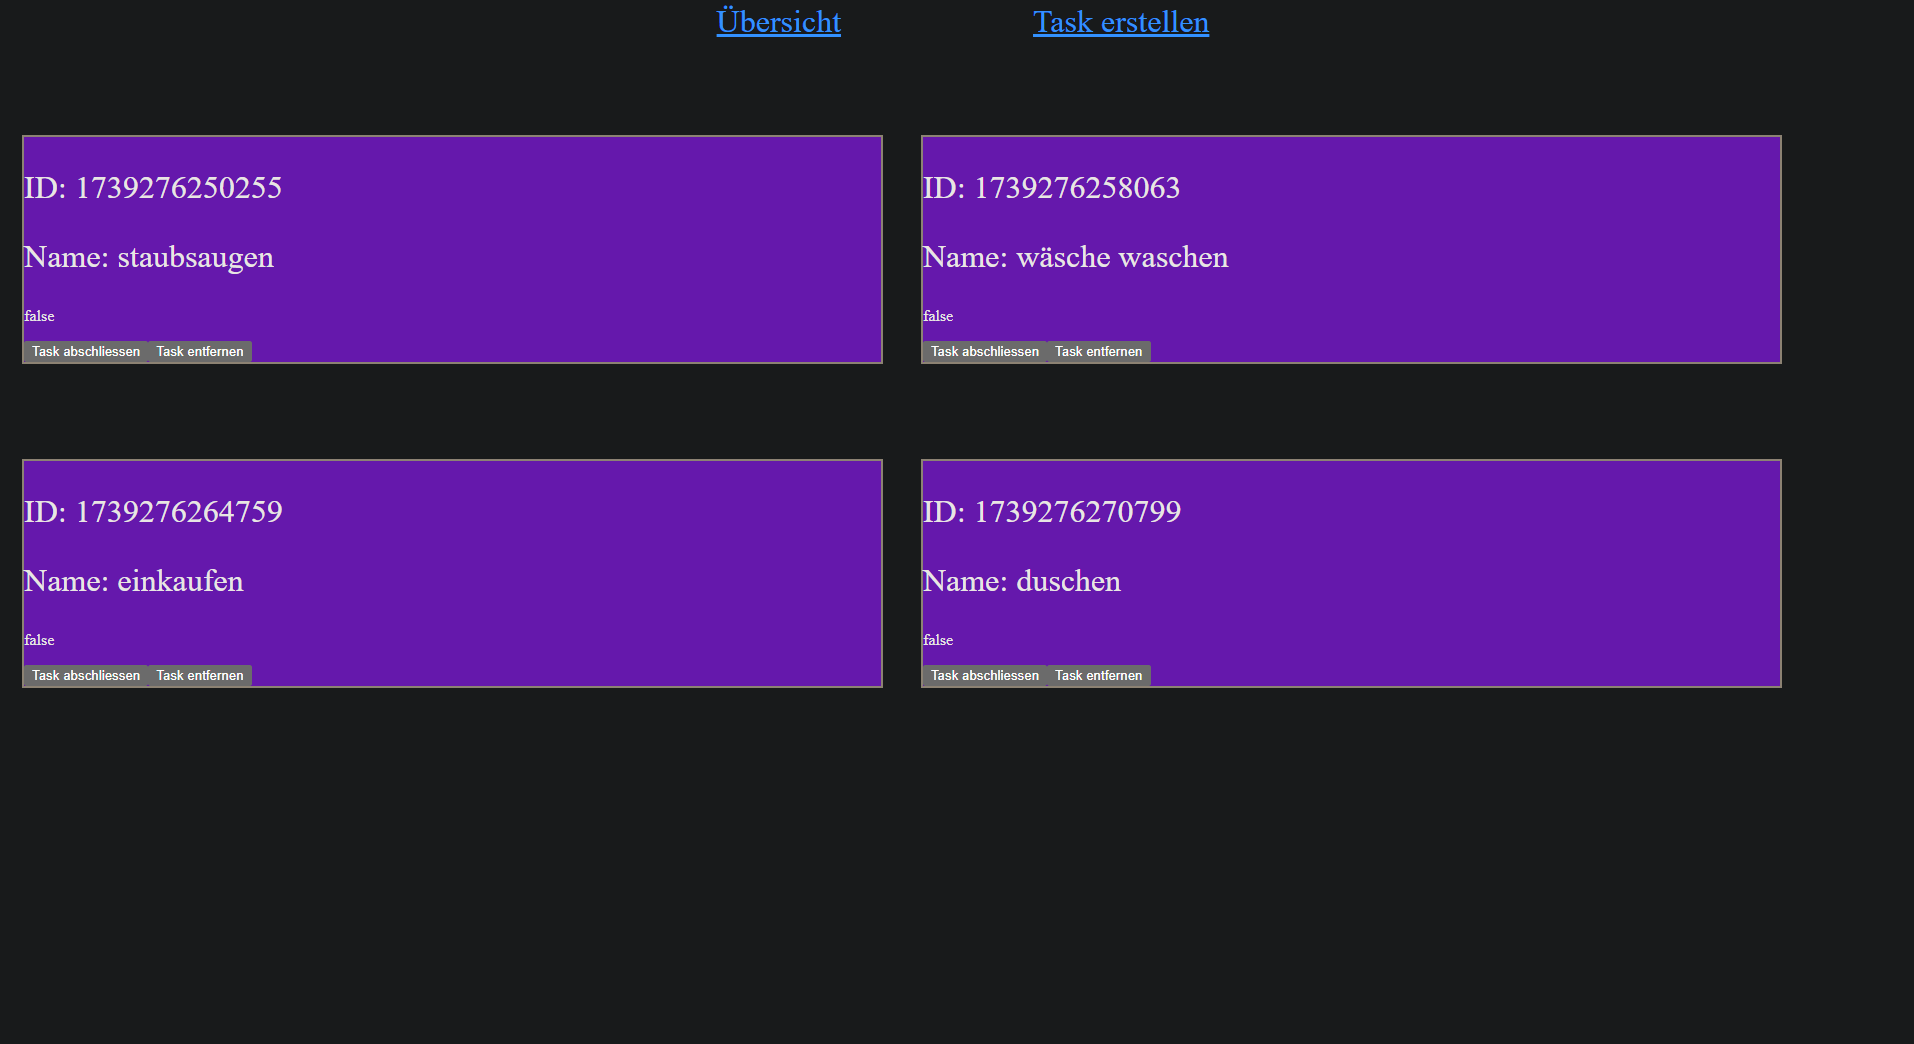 Übersicht Task erstellen
ID: 1739276250255
Name: staubsaugen
false
Task abschliessen Task entfernen
ID: 1739276258063
Name: wäsche waschen
false
Task abschliessen Task entfernen
ID: 1739276264759
Name: einkaufen
false
Task abschliessen Task entfernen
ID: 1739276270799
Name: duschen
false
Task abschliessen Task entfernen